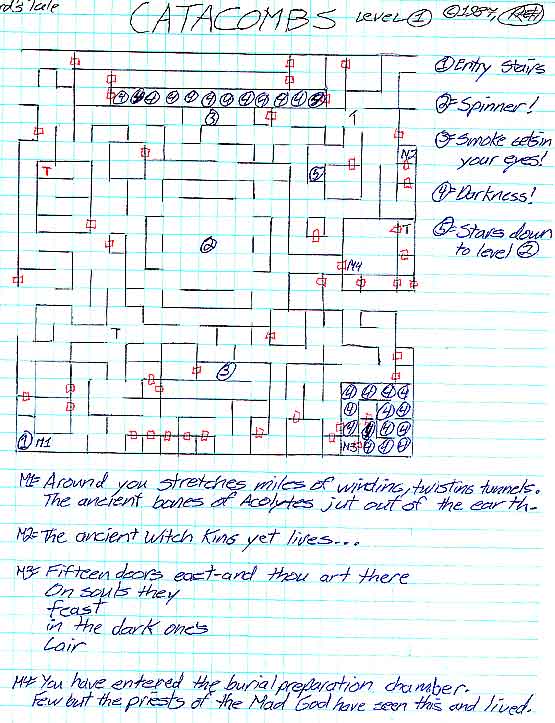 rd's Tale
CATACOMBS Level ① ©1987, Reh
① Entry Stairs
②= Spinner!
③= Smoke gets in
your eyes!
④= Darkness!
⑤= Stairs down
to level ②
④ ④ ④ ④ ④ ④ ④ ④ ④ ④ ④
③
T
M2
T
⑤
T
②
M4
T
③
④ ④ ④ ④
④ ④ ④
④ ④ ④ ④
① M1
M3 ④ ④ ④
M1= Around you stretches miles of winding, twisting tunnels.
The ancient bones of Acolytes jut out of the earth.
M2= The ancient witch King yet lives...
M3= Fifteen doors east-and thou art there
On souls they
feast
in the dark one's
Lair
M4= You have entered the burial preparation chamber.
Few but the priests of the Mad God have seen this and lived.